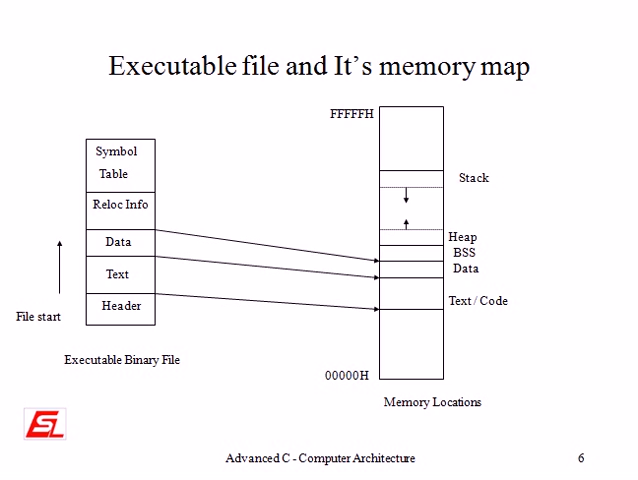 Executable file and It's memory map
FFFFFH
Symbol
Table
Reloc Info
Data
Text
Header
File start
Executable Binary File
Stack
Heap
BSS
Data
Text / Code
00000H
Memory Locations
ESL
Advanced C - Computer Architecture
6